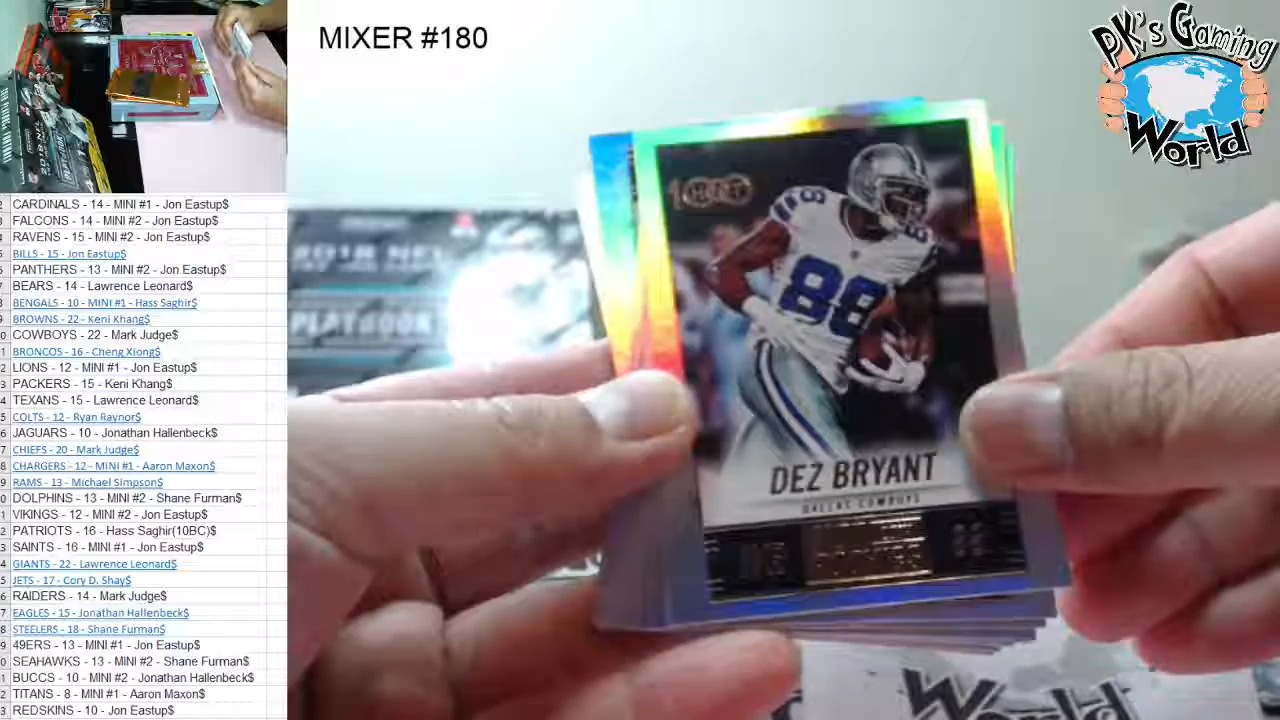 MIXER #180
PK's Gaming
World
CARDINALS - 14 - MINI #1 - Jon Eastup$
FALCONS - 14 - MINI #2 - Jon Eastup$
RAVENS - 15 - MINI #2 - Jon Eastup$
BILLS - 15 - Jon Eastup$
PANTHERS - 13 - MINI #2 - Jon Eastup$
BEARS - 14 - Lawrence Leonard$
BENGALS - 10 - MINI #1 - Hass Saghir$
BROWNS - 22 - Keni Khang$
COWBOYS - 22 - Mark Judge$
BRONCOS - 16 - Cheng Xiong$
LIONS - 12 - MINI #1 - Jon Eastup$
PACKERS - 15 - Keni Khang$
TEXANS - 15 - Lawrence Leonard$
COLTS - 12 - Ryan Raynor$
JAGUARS - 10 - Jonathan Hallenbeck$
CHIEFS - 20 - Mark Judge$
CHARGERS - 12 - MINI #1 - Aaron Maxon$
RAMS - 13 - Michael Simpson$
DOLPHINS - 13 - MINI #2 - Shane Furman$
VIKINGS - 12 - MINI #2 - Jon Eastup$
PATRIOTS - 16 - Hass Saghir(10BC)$
SAINTS - 16 - MINI #1 - Jon Eastup$
GIANTS - 22 - Lawrence Leonard$
JETS - 17 - Cory D. Shay$
RAIDERS - 14 - Mark Judge$
EAGLES - 15 - Jonathan Hallenbeck$
STEELERS - 18 - Shane Furman$
49ERS - 13 - MINI #1 - Jon Eastup$
SEAHAWKS - 13 - MINI #2 - Shane Furman$
BUCCS - 10 - MINI #2 - Jonathan Hallenbeck$
TITANS - 8 - MINI #1 - Aaron Maxon$
REDSKINS - 10 - Jon Eastup$
2018 NFL
PLAYBOOK
88
88
DEZ BRYANT
DALLAS COWBOYS
88
World